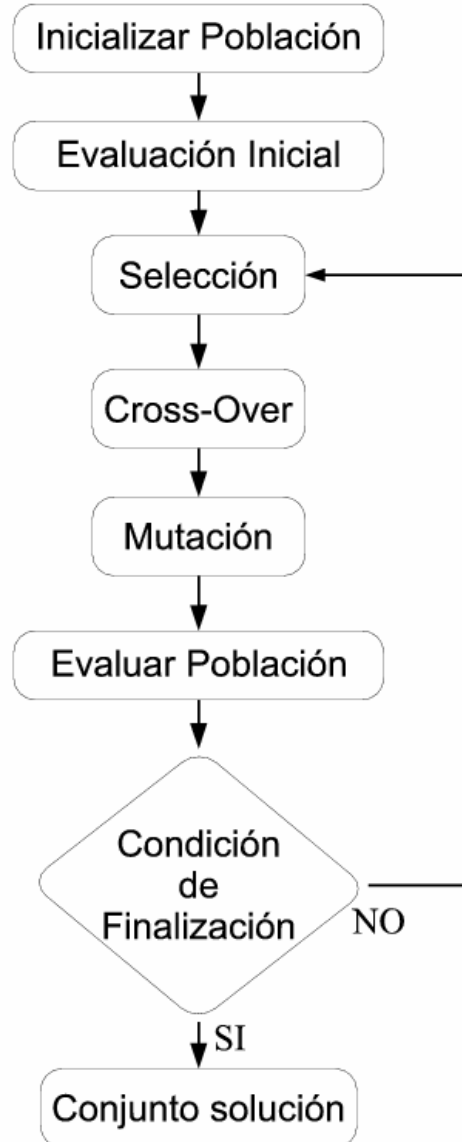 Inicializar Población
Evaluación Inicial
Selección
Cross-Over
Mutación
Evaluar Población
Condición
de
Finalización
NO
SI
Conjunto solución